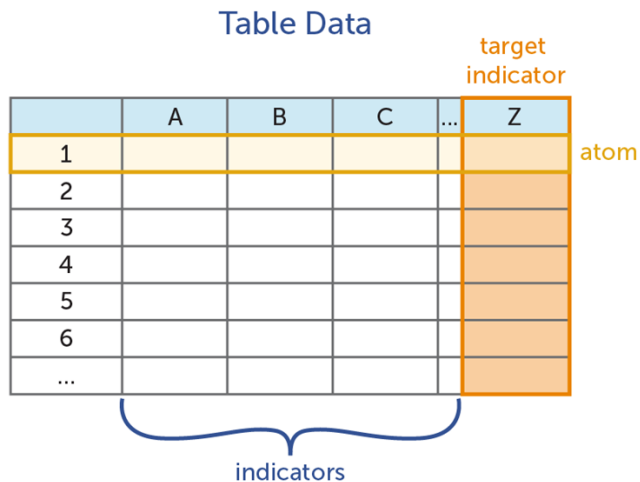 Table Data
target
indicator
A B C ... Z
1
atom
2
3
4
5
6
...
indicators